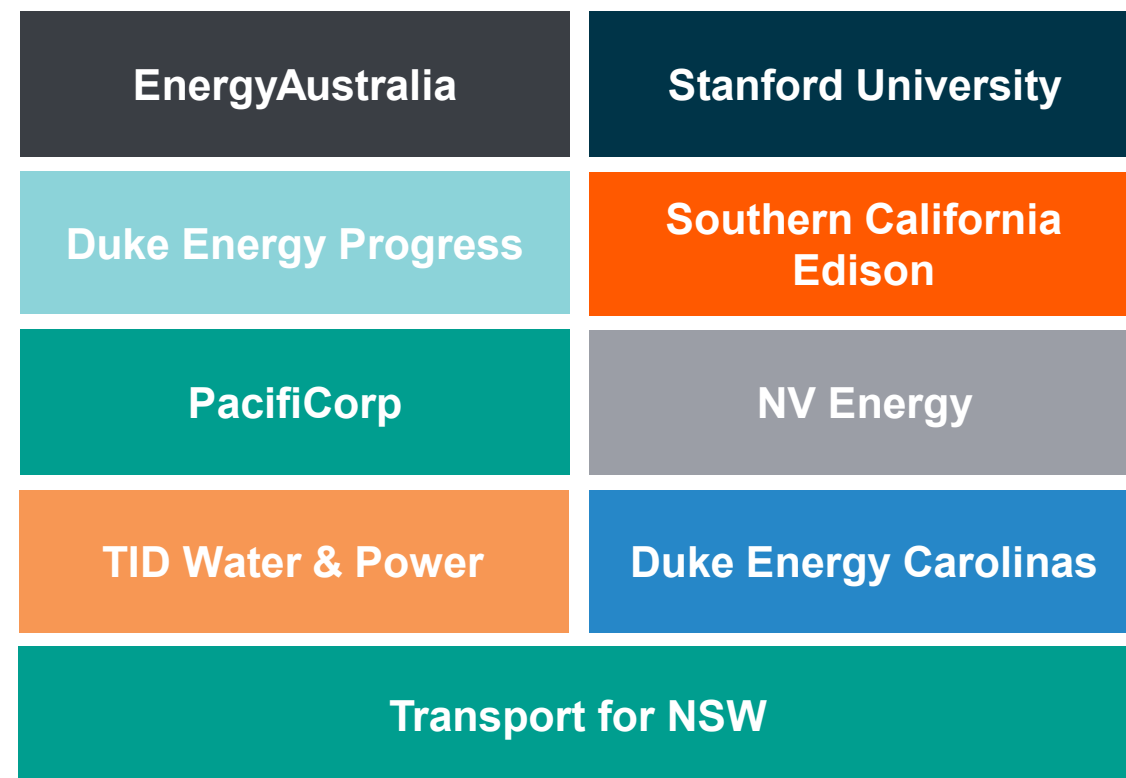 EnergyAustralia
Stanford University
Duke Energy Progress
Southern California
Edison
PacifiCorp
NV Energy
TID Water & Power
Duke Energy Carolinas
Transport for NSW